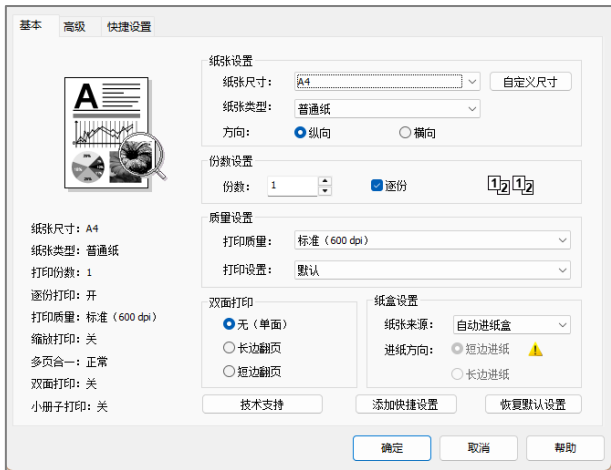 基本 高级 快捷设置
纸张设置
纸张尺寸: A4 自定义尺寸
纸张类型: 普通纸
方向: 纵向 横向
份数设置
份数: 1 逐份 1 2 1 2
质量设置
打印质量: 标准（600 dpi）
打印设置: 默认
双面打印
无（单面）
长边翻页
短边翻页
纸盒设置
纸张来源: 自动进纸盒
进纸方向: 短边进纸
长边进纸
A
纸张尺寸: A4
纸张类型: 普通纸
打印份数: 1
逐份打印: 开
打印质量: 标准（600 dpi）
缩放打印: 关
多页合一: 正常
双面打印: 关
小册子打印: 关
技术支持 添加快捷设置 恢复默认设置
确定 取消 帮助